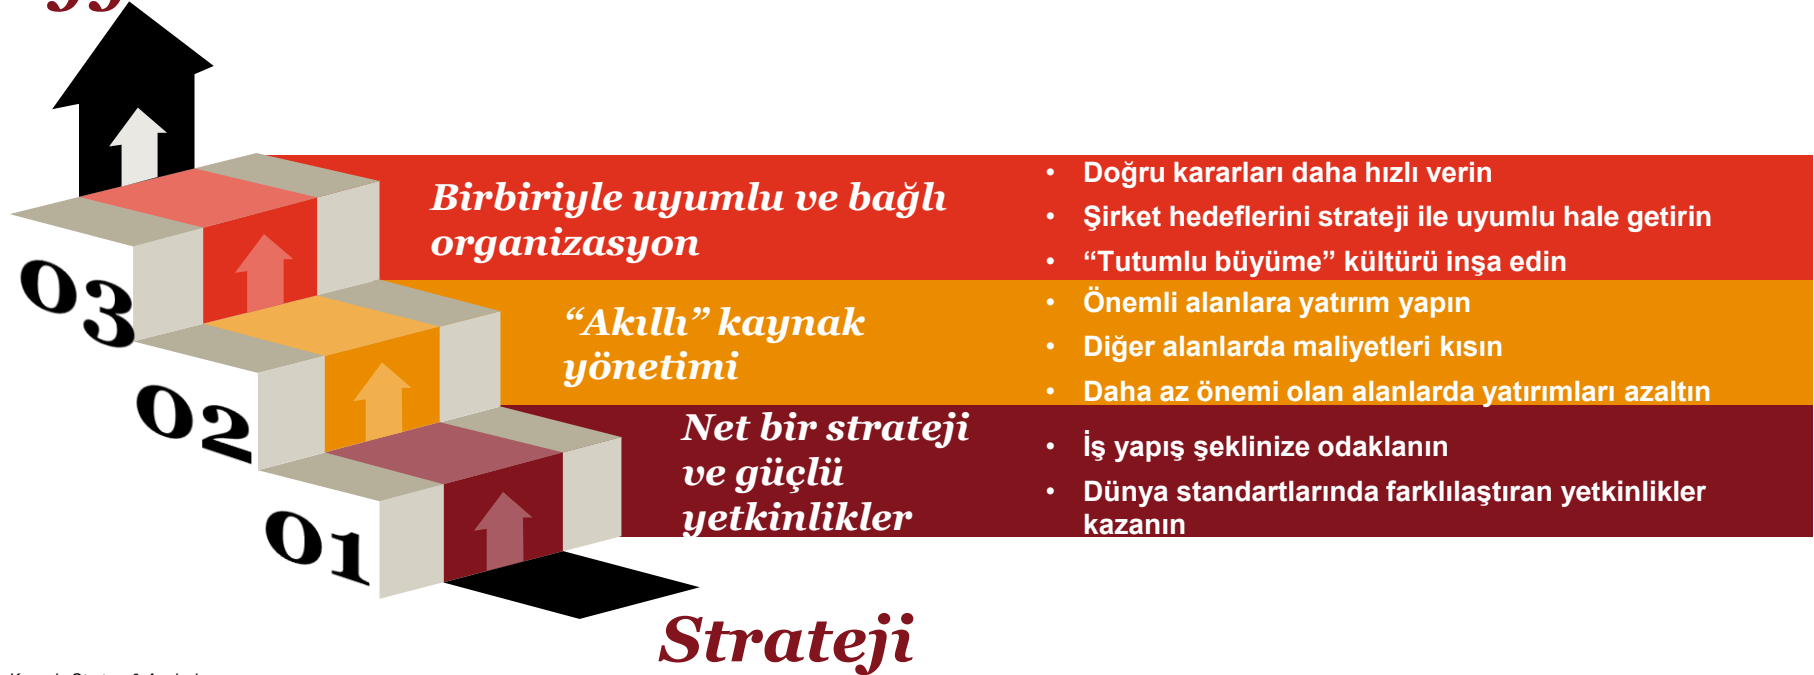 Birbiriyle uyumlu ve bağlı
organizasyon
• Doğru kararları daha hızlı verin
• Şirket hedeflerini strateji ile uyumlu hale getirin
• “Tutumlu büyüme” kültürü inşa edin
03
“Akıllı” kaynak
yönetimi
• Önemli alanlara yatırım yapın
• Diğer alanlarda maliyetleri kısın
• Daha az önemi olan alanlarda yatırımları azaltın
02
Net bir strateji
ve güçlü
yetkinlikler
• İş yapış şeklinize odaklanın
• Dünya standartlarında farklılaştıran yetkinlikler
kazanın
01
Strateji